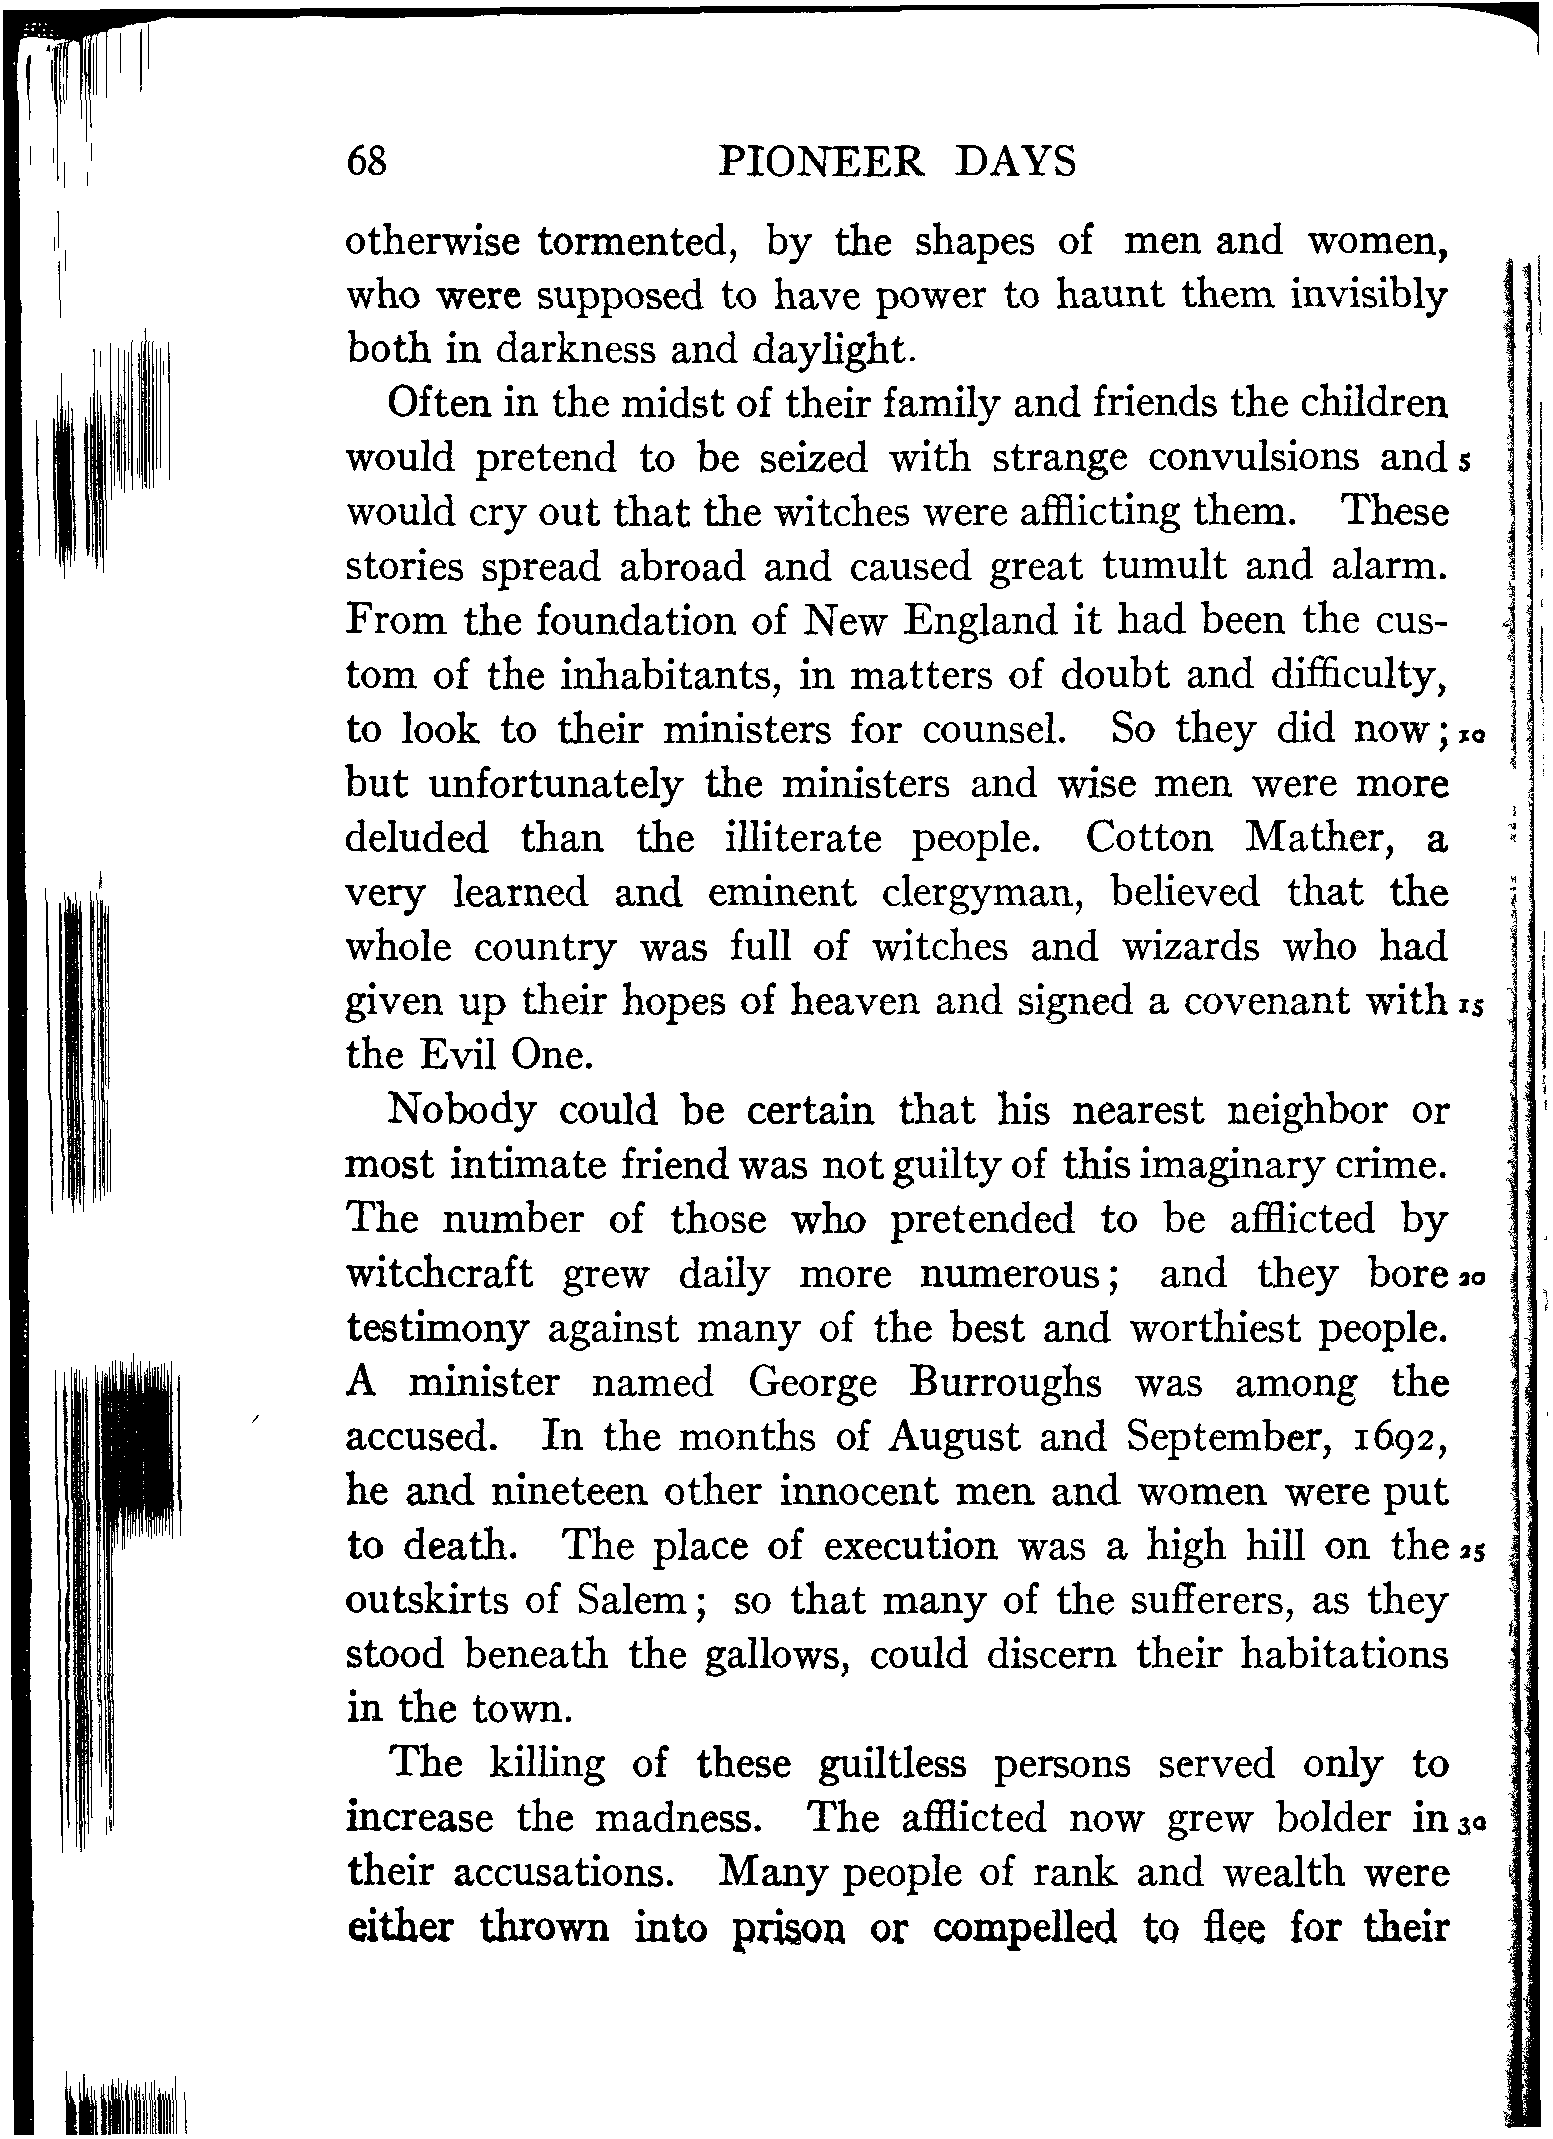 68 PIONEER DAYS
otherwise tormented, by the shapes of men and women,
who were supposed to have power to haunt them invisibly
both in darkness and daylight.
Often in the midst of their family and friends the children
would pretend to be seized with strange convulsions and 5
would cry out that the witches were afflicting them. These
stories spread abroad and caused great tumult and alarm.
From the foundation of New England it had been the cus-
tom of the inhabitants, in matters of doubt and difficulty,
to look to their ministers for counsel. So they did now; 10
but unfortunately the ministers and wise men were more
deluded than the illiterate people. Cotton Mather, a
very learned and eminent clergyman, believed that the
whole country was full of witches and wizards who had
given up their hopes of heaven and signed a covenant with 15
the Evil One.
Nobody could be certain that his nearest neighbor or
most intimate friend was not guilty of this imaginary crime.
The number of those who pretended to be afflicted by
witchcraft grew daily more numerous; and they bore 20
testimony against many of the best and worthiest people.
A minister named George Burroughs was among the
accused. In the months of August and September, 1692,
he and nineteen other innocent men and women were put
to death. The place of execution was a high hill on the 25
outskirts of Salem; so that many of the sufferers, as they
stood beneath the gallows, could discern their habitations
in the town.
The killing of these guiltless persons served only to
increase the madness. The afflicted now grew bolder in 30
their accusations. Many people of rank and wealth were
either thrown into prison or compelled to flee for their